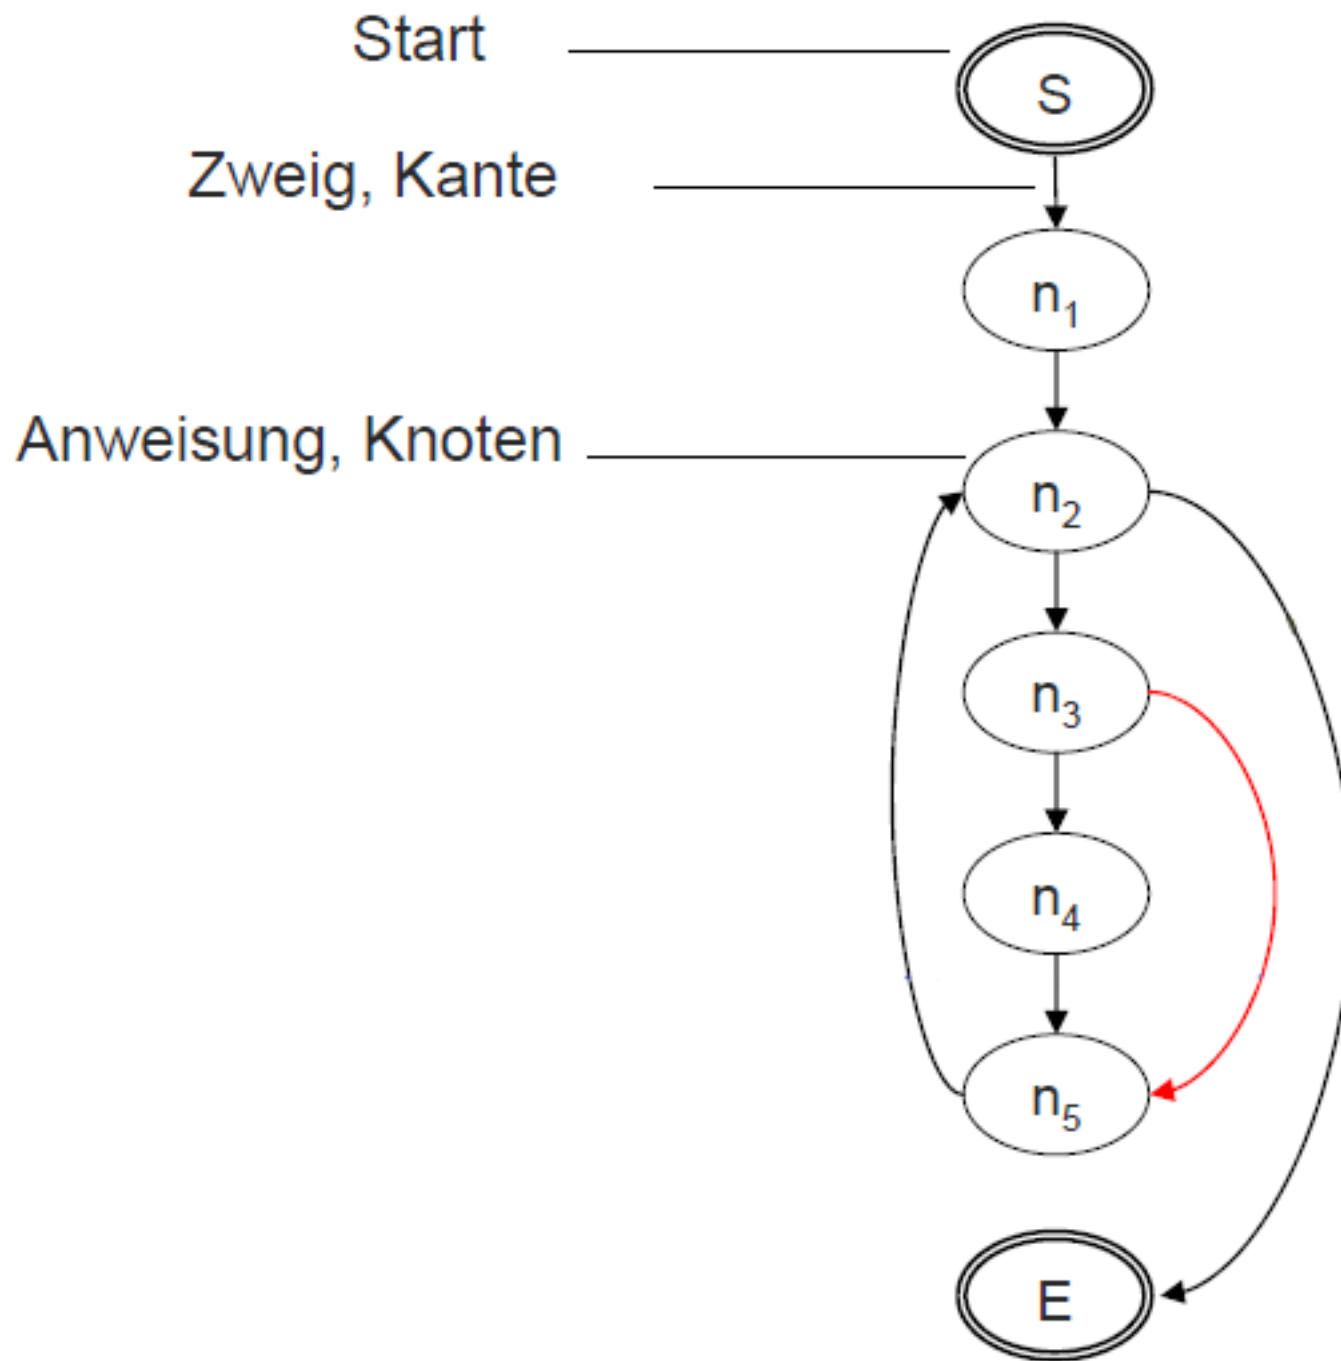 Start
S
Zweig, Kante
n₁
Anweisung, Knoten
n₂
n₃
n₄
n₅
E